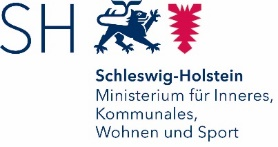 SH
Schleswig-Holstein
Ministerium für Inneres,
Kommunales,
Wohnen und Sport